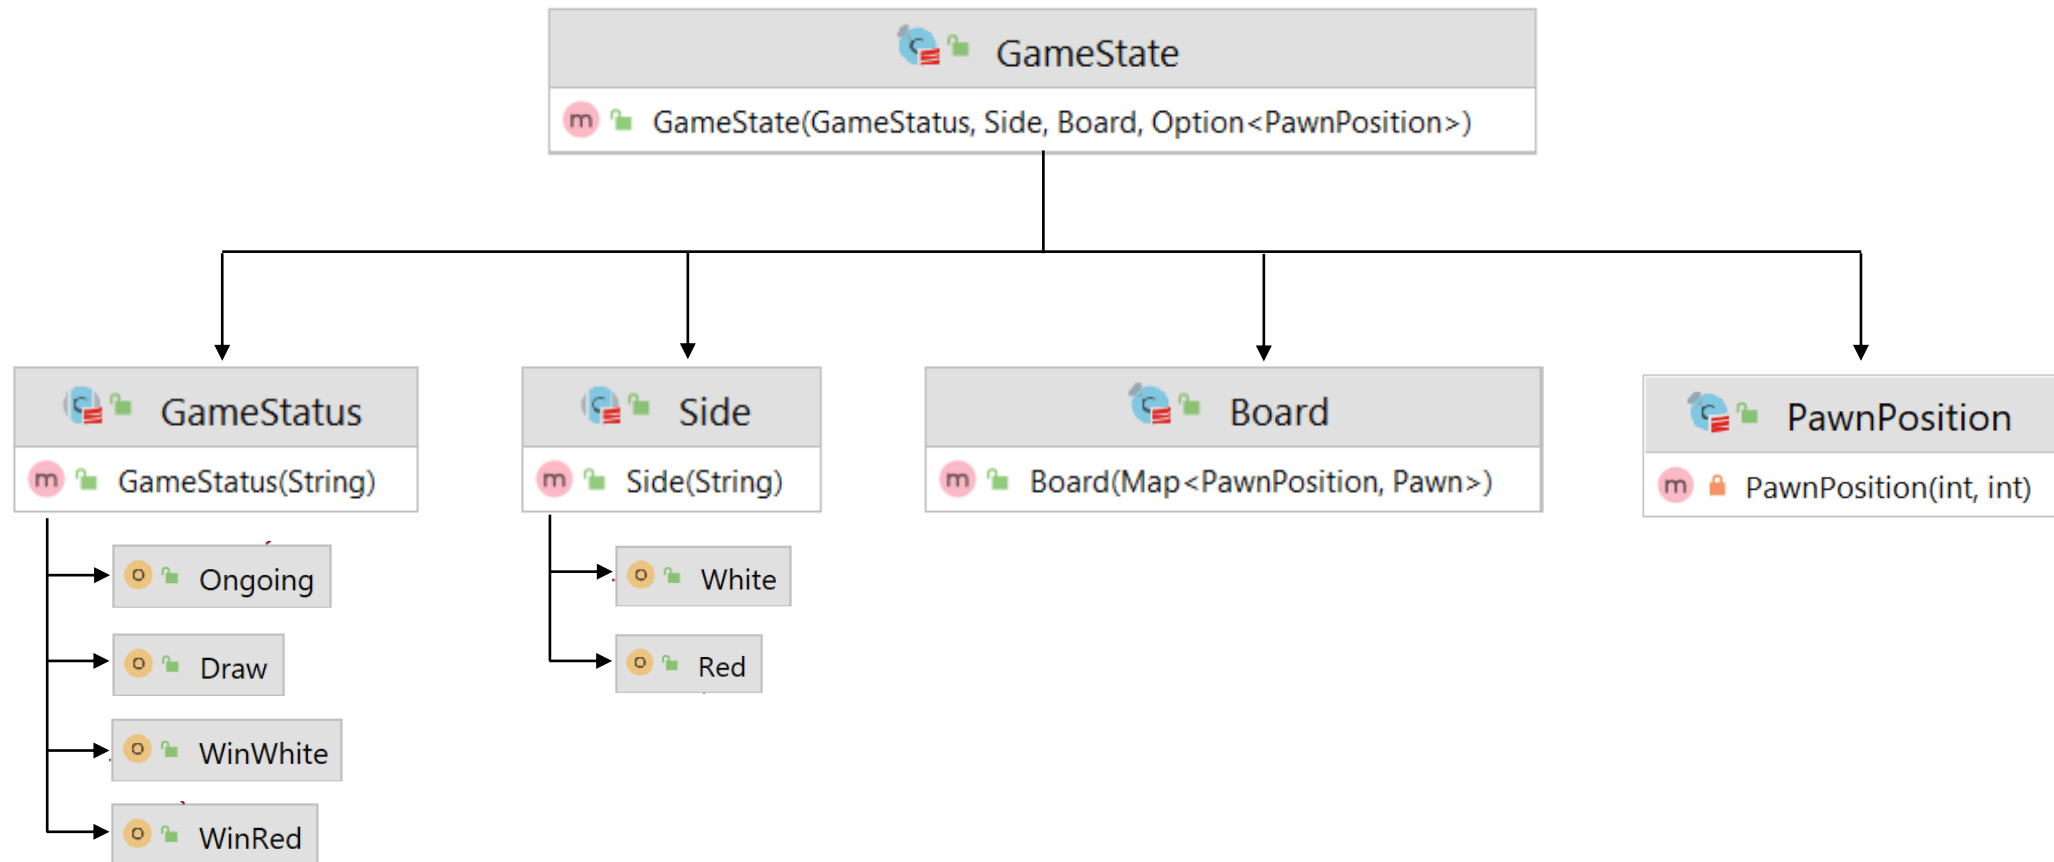 GameState
GameState(GameStatus, Side, Board, Option<PawnPosition>)
GameStatus
GameStatus(String)
Ongoing
Draw
WinWhite
WinRed
Side
Side(String)
White
Red
Board
Board(Map<PawnPosition, Pawn>)
PawnPosition
PawnPosition(int, int)